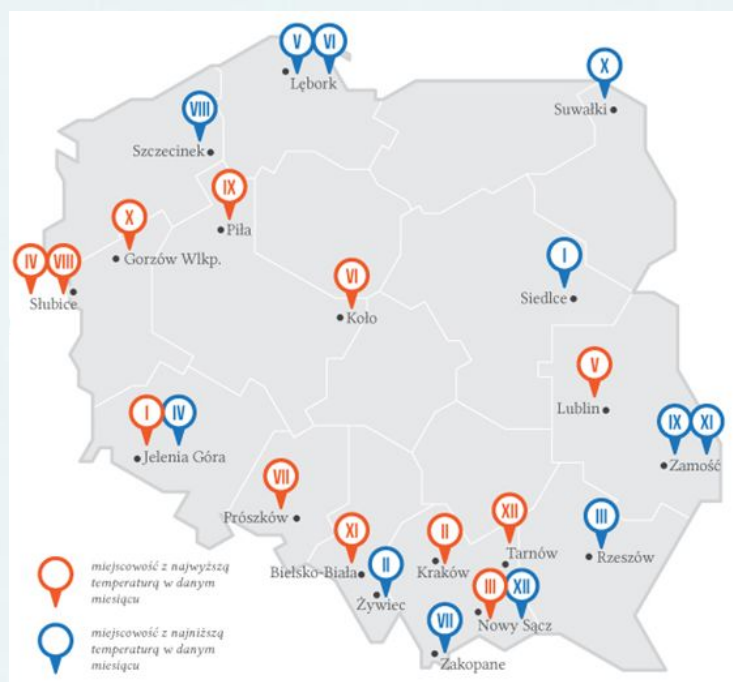 V VI
Lębork
X
Suwałki
VIII
Szczecinek
IX
Piła
X
Gorzów Wlkp.
IV VIII
Słubice
VI
Koło
I
Siedlce
V
Lublin
IX XI
Zamość
I IV
Jelenia Góra
VII
Prószków
XI
Bielsko-Biała
II
Żywiec
II
Kraków
XII
Tarnów
III
Rzeszów
III XII
Nowy Sącz
VII
Zakopane
miejscowość z najwyższą
temperaturą w danym
miesiącu
miejscowość z najniższą
temperaturą w danym
miesiącu